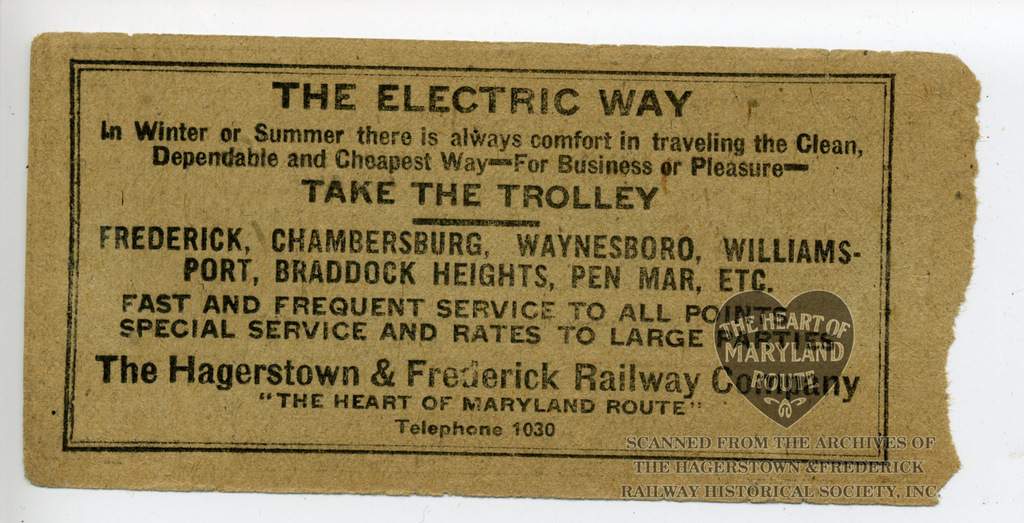 THE ELECTRIC WAY
In Winter or Summer there is always comfort in traveling the Clean,
Dependable and Cheapest Way—For Business or Pleasure—
TAKE THE TROLLEY
FREDERICK, CHAMBERSBURG, WAYNESBORO, WILLIAMS-
PORT, BRADDOCK HEIGHTS, PEN MAR, ETC.
FAST AND FREQUENT SERVICE TO ALL POINTS
SPECIAL SERVICE AND RATES TO LARGE PARTIES
The Hagerstown & Frederick Railway Company
"THE HEART OF MARYLAND ROUTE"
Telephone 1030
THE HEART OF
MARYLAND
ROUTE
SCANNED FROM THE ARCHIVES OF
THE HAGERSTOWN & FREDERICK
RAILWAY HISTORICAL SOCIETY, INC.